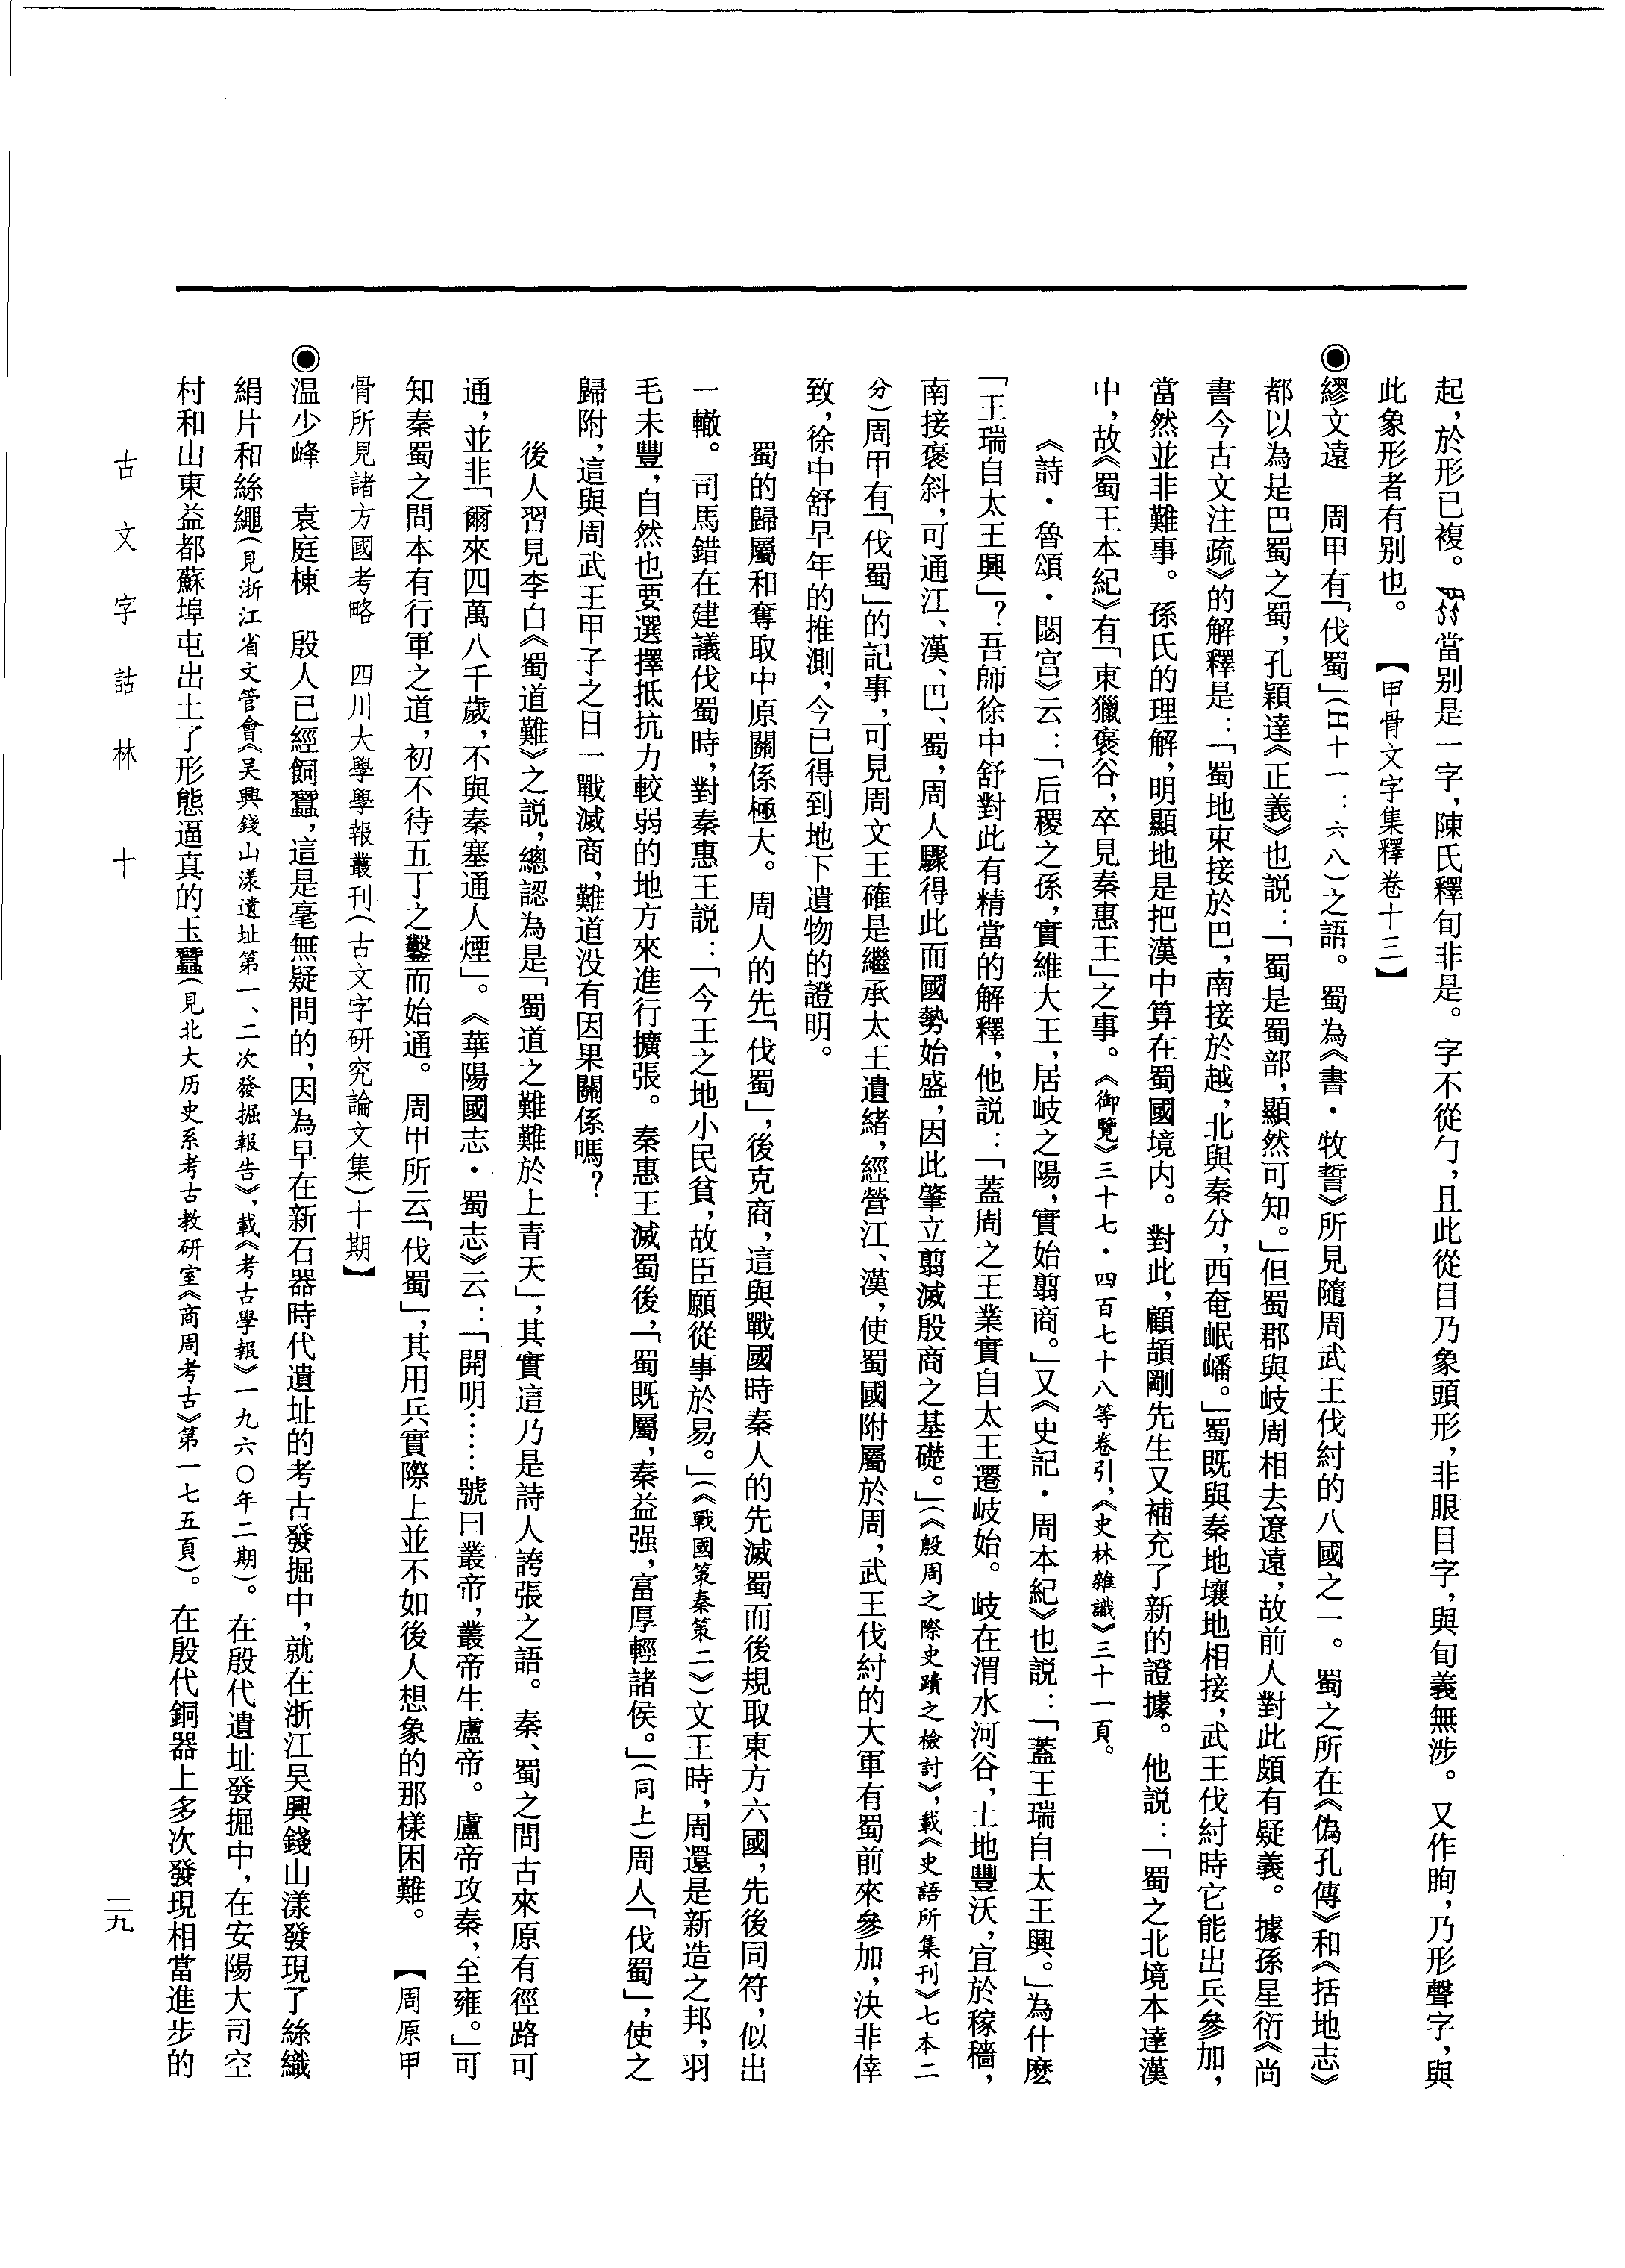 起，於形已複。當别是一字，陳氏釋旬非是。字不從勹，且此從目乃象頭形，非眼目字，與旬義無涉。又作眴，乃形聲字，與
此象形者有别也。　【甲骨文字集釋卷十三】
◉繆文遠　周甲有「伐蜀」（H十一：六八）之語。蜀為《書·牧誓》所見隨周武王伐紂的八國之一。蜀之所在《偽孔傳》和《括地志》
都以為是巴蜀之蜀，孔穎達《正義》也説：「蜀是蜀郡，顯然可知。」但蜀郡與岐周相去遼遠，故前人對此頗有疑義。據孫星衍《尚
書今古文注疏》的解釋是：「蜀地東接於巴，南接於越，北與秦分，西奄岷嶓。」蜀既與秦地壤地相接，武王伐紂時它能出兵參加，
當然並非難事。孫氏的理解，明顯地是把漢中算在蜀國境内。對此，顧頡剛先生又補充了新的證據。他説：「蜀之北境本達漢
中，故《蜀王本紀》有「東獵褒谷，卒見秦惠王」之事。《御覽》三十七·四百七十八等卷引，《史林雜識》三十一頁。
《詩·魯頌·閟宫》云：「后稷之孫，實維大王，居岐之陽，實始翦商。」又《史記·周本紀》也説：「蓋王瑞自太王興。」為什麽
「王瑞自太王興」？吾師徐中舒對此有精當的解釋，他説：「蓋周之王業實自太王遷岐始。岐在渭水河谷，土地豐沃，宜於稼穡，
南接褒斜，可通江、漢、巴、蜀，周人驟得此而國勢始盛，因此肇立翦滅殷商之基礎。」（《殷周之際史蹟之檢討》，載《史語所集刊》七本二
分）周甲有「伐蜀」的記事，可見周文王確是繼承太王遺緒，經營江、漢，使蜀國附屬於周，武王伐紂的大軍有蜀前來參加，決非倖
致，徐中舒早年的推測，今已得到地下遺物的證明。
蜀的歸屬和奪取中原關係極大。周人的先「伐蜀」，後克商，這與戰國時秦人的先滅蜀而後規取東方六國，先後同符，似出
一轍。司馬錯在建議伐蜀時，對秦惠王説：「今王之地小民貧，故臣願從事於易。」（《戰國策秦策二》）文王時，周還是新造之邦，羽
毛未豐，自然也要選擇抵抗力較弱的地方來進行擴張。秦惠王滅蜀後，「蜀既屬，秦益强，富厚輕諸侯。」（同上）周人「伐蜀」，使之
歸附，這與周武王甲子之日一戰滅商，難道没有因果關係嗎？
後人習見李白《蜀道難》之説，總認為是「蜀道之難難於上青天」，其實這乃是詩人誇張之語。秦、蜀之間古來原有徑路可
通，並非「爾來四萬八千歲，不與秦塞通人煙」。《華陽國志·蜀志》云：「開明……號曰叢帝，叢帝生盧帝。盧帝攻秦，至雍。」可
知秦蜀之間本有行軍之道，初不待五丁之鑿而始通。周甲所云「伐蜀」，其用兵實際上並不如後人想象的那樣困難。　【周原甲
骨所見諸方國考略　四川大學學報叢刊（古文字研究論文集）十期】
◉温少峰　袁庭棟　殷人已經飼蠶，這是毫無疑問的，因為早在新石器時代遺址的考古發掘中，就在浙江吴興錢山漾發現了絲織
絹片和絲繩（見浙江省文管會《吴興錢山漾遺址第一、二次發掘報告》，載《考古學報》一九六〇年二期）。在殷代遺址發掘中，在安陽大司空
村和山東益都蘇埠屯出土了形態逼真的玉蠶（見北大历史系考古教研室《商周考古》第一七五頁）。在殷代銅器上多次發現相當進步的
古文字詁林　十
二九